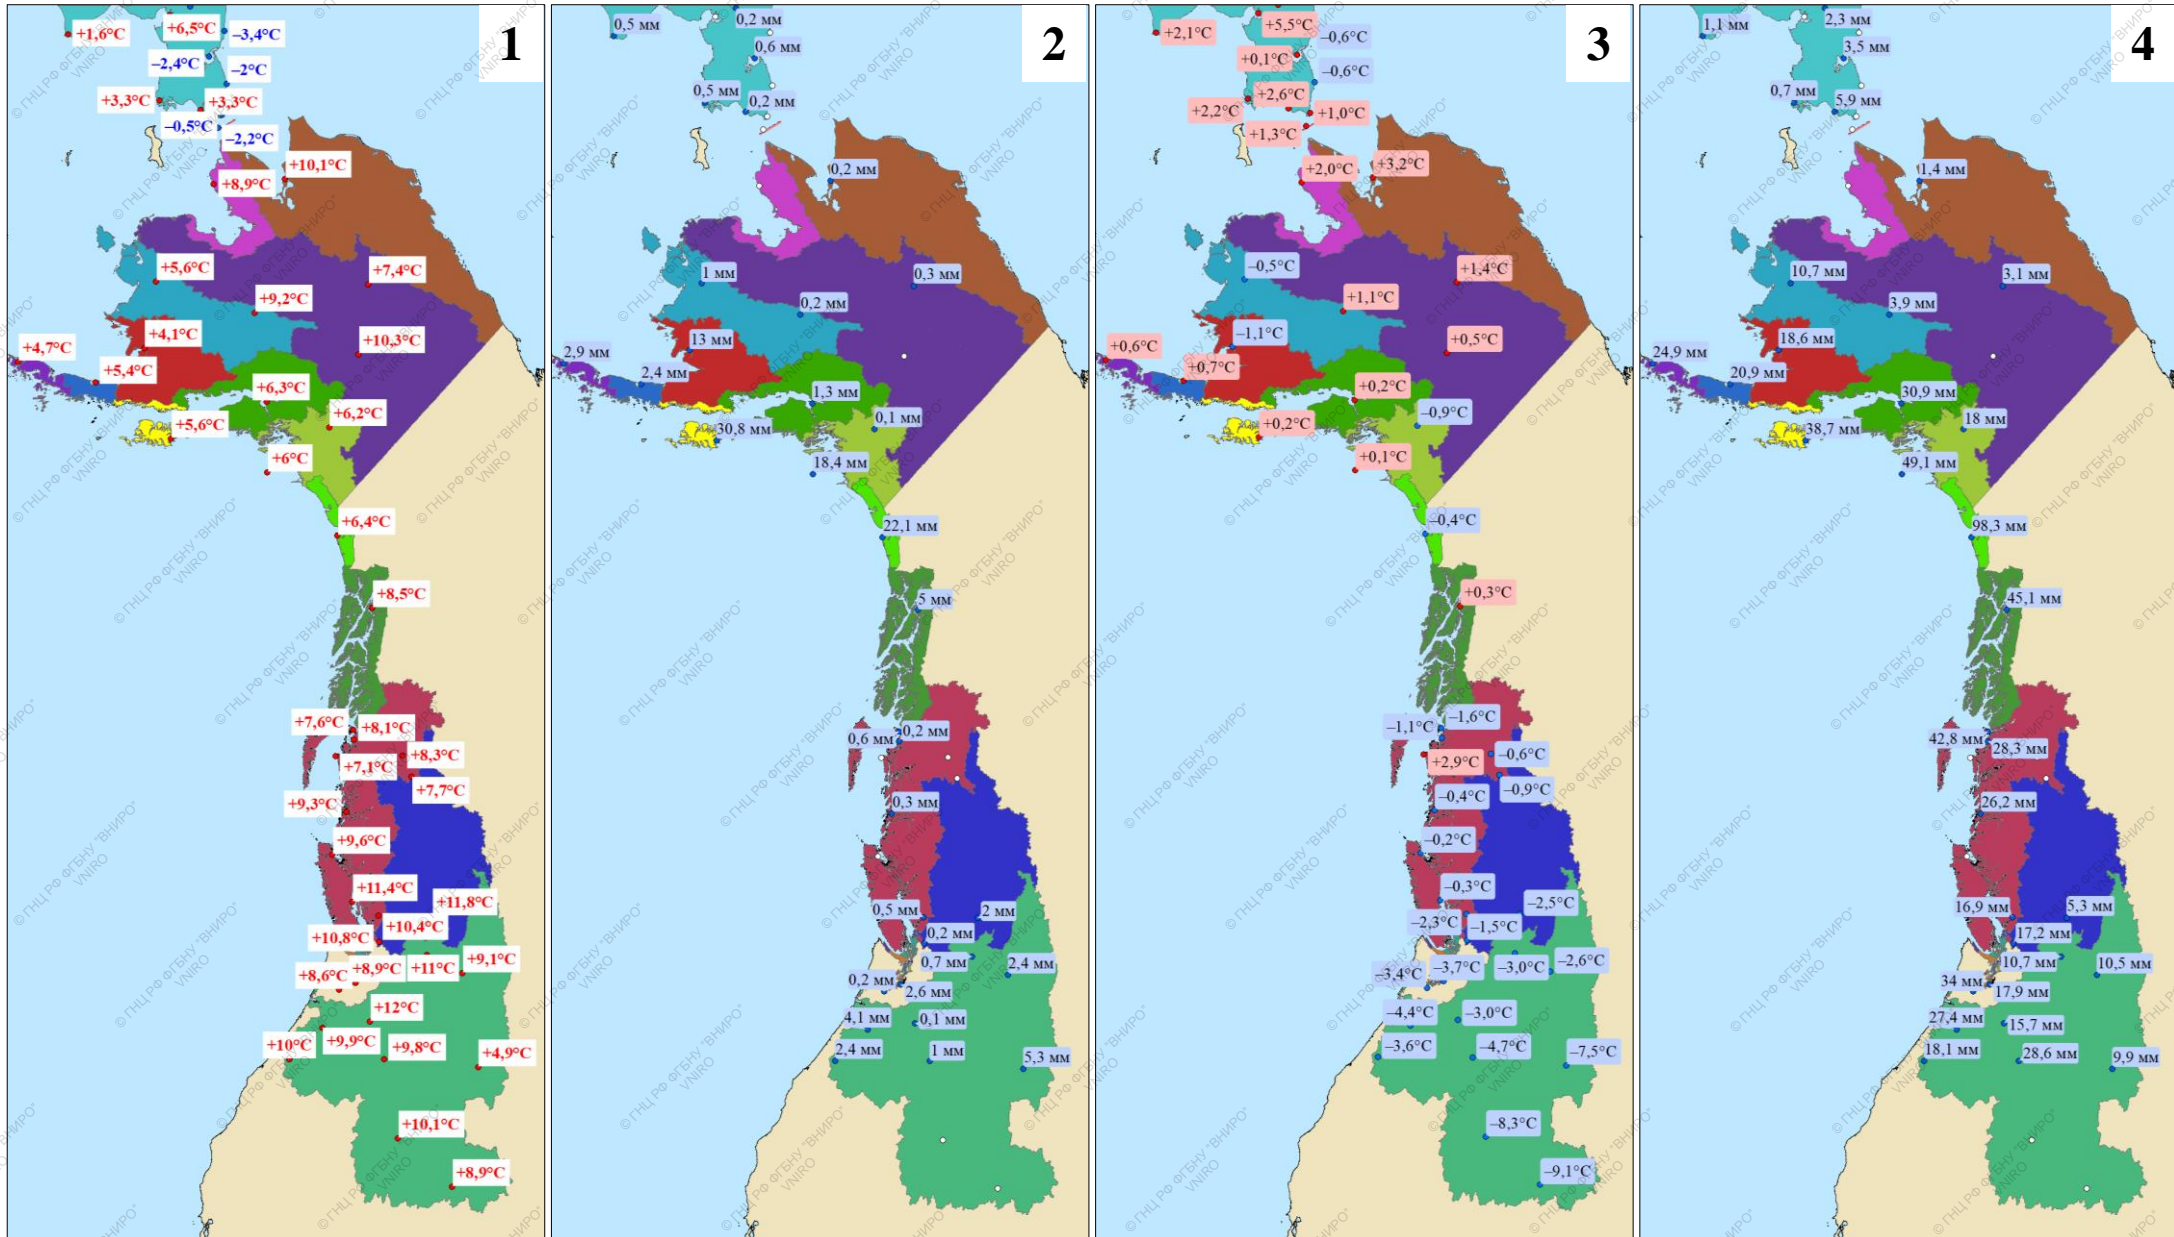 1
+1,6°C
+6,5°C
–3,4°C
–2,4°C
–2°C
+3,3°C
+3,3°C
–0,5°C
–2,2°C
+10,1°C
+8,9°C
+5,6°C
+7,4°C
+9,2°C
+4,1°C
+4,7°C
+10,3°C
+5,4°C
+6,3°C
+6,2°C
+5,6°C
+6°C
+6,4°C
+8,5°C
+7,6°C
+8,1°C
+8,3°C
+7,1°C
+7,7°C
+9,3°C
+9,6°C
+11,4°C
+11,8°C
+10,4°C
+10,8°C
+9,1°C
+8,6°C
+8,9°C
+11°C
+12°C
+10°C
+9,9°C
+9,8°C
+4,9°C
+10,1°C
+8,9°C
2
0,5 мм
0,2 мм
0,6 мм
0,5 мм
0,2 мм
0,2 мм
1 мм
0,3 мм
0,2 мм
13 мм
2,9 мм
2,4 мм
1,3 мм
0,1 мм
30,8 мм
18,4 мм
22,1 мм
5 мм
0,6 мм
0,2 мм
0,3 мм
0,5 мм
2 мм
0,2 мм
0,7 мм
2,4 мм
0,2 мм
2,6 мм
4,1 мм
0,1 мм
2,4 мм
1 мм
5,3 мм
3
+2,1°C
+5,5°C
–0,6°C
+0,1°C
–0,6°C
+2,6°C
+2,2°C
+1,0°C
+1,3°C
+2,0°C
+3,2°C
–0,5°C
+1,4°C
+1,1°C
–1,1°C
+0,6°C
+0,5°C
+0,7°C
+0,2°C
–0,9°C
+0,2°C
+0,1°C
–0,4°C
+0,3°C
–1,1°C
–1,6°C
–0,6°C
+2,9°C
–0,9°C
–0,4°C
–0,2°C
–0,3°C
–2,5°C
–2,3°C
–1,5°C
–2,6°C
–3,4°C
–3,7°C
–3,0°C
–4,4°C
–3,0°C
–3,6°C
–4,7°C
–7,5°C
–8,3°C
–9,1°C
4
1,1 мм
2,3 мм
3,5 мм
0,7 мм
5,9 мм
1,4 мм
10,7 мм
3,1 мм
3,9 мм
18,6 мм
24,9 мм
20,9 мм
30,9 мм
18 мм
38,7 мм
49,1 мм
98,3 мм
45,1 мм
42,8 мм
28,3 мм
26,2 мм
16,9 мм
5,3 мм
17,2 мм
10,7 мм
10,5 мм
34 мм
17,9 мм
27,4 мм
15,7 мм
18,1 мм
28,6 мм
9,9 мм
© ГНЦ РФ ФГБНУ "ВНИРО"
VNIRO